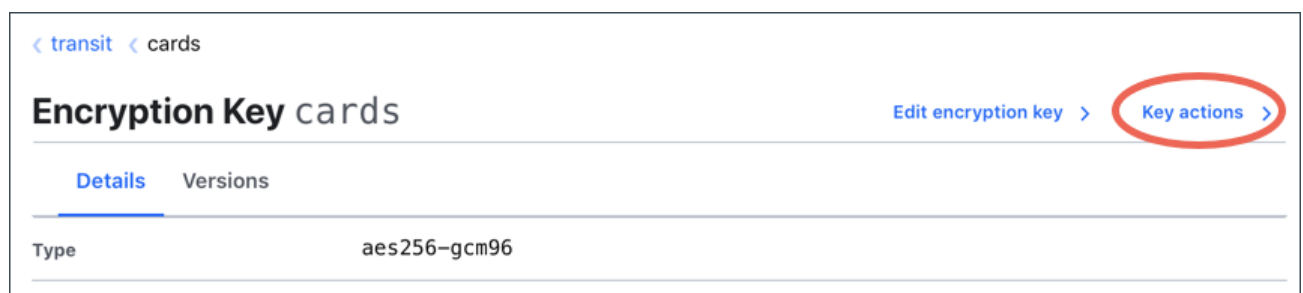 transit cards
Encryption Key cards
Edit encryption key Key actions
Details Versions
Type aes256-gcm96